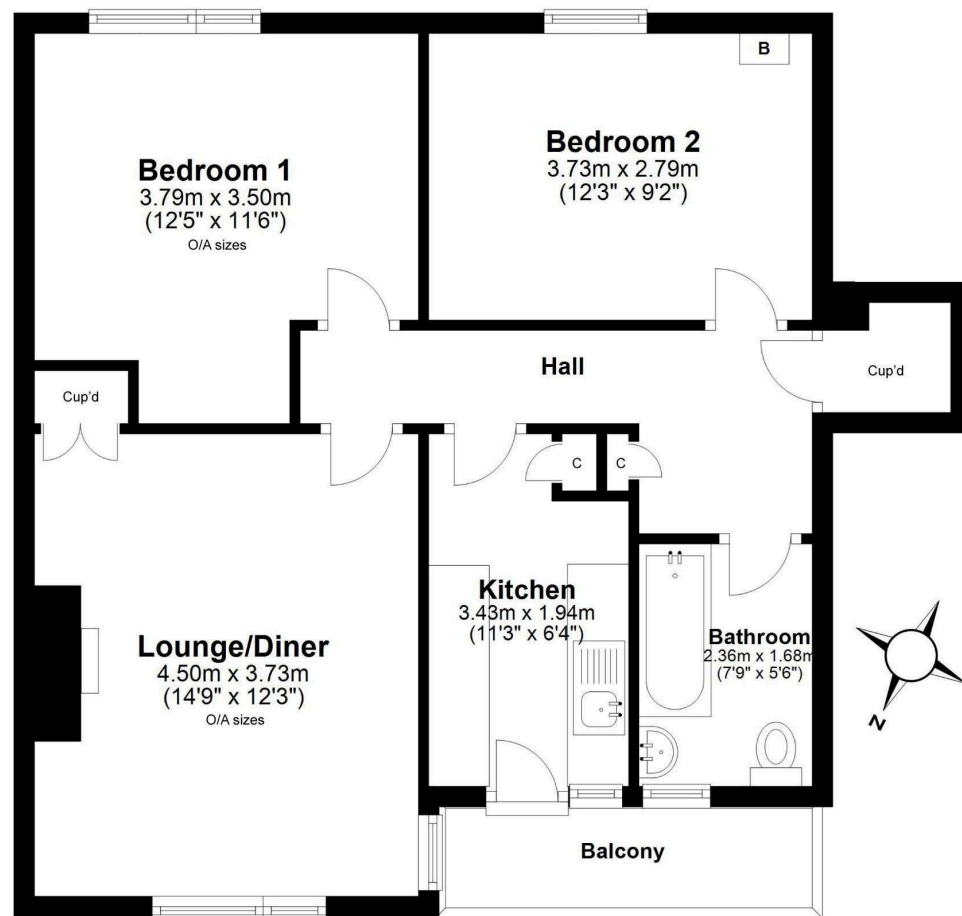 B
Bedroom 1
3.79m x 3.50m
(12'5" x 11'6")
O/A sizes
Bedroom 2
3.73m x 2.79m
(12'3" x 9'2")
Hall
Cup'd
Cup'd
C
C
Lounge/Diner
4.50m x 3.73m
(14'9" x 12'3")
O/A sizes
Kitchen
3.43m x 1.94m
(11'3" x 6'4")
Bathroom
2.36m x 1.68m
(7'9" x 5'6")
N
Balcony